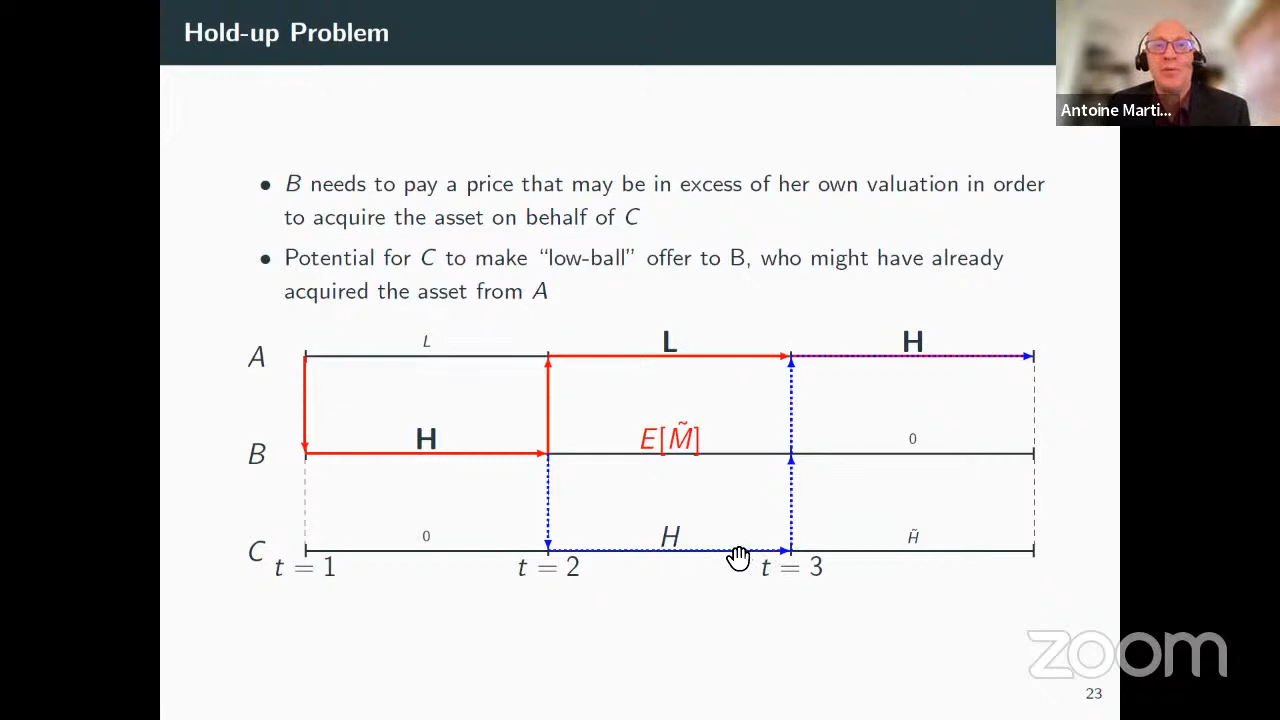 Hold-up Problem
Antoine Marti...
• B needs to pay a price that may be in excess of her own valuation in order
to acquire the asset on behalf of C
• Potential for C to make “low-ball” offer to B, who might have already
acquired the asset from A
A L L H
B H E[M̃] 0
C 0 H H̃
t = 1 t = 2 t = 3
zoom
23